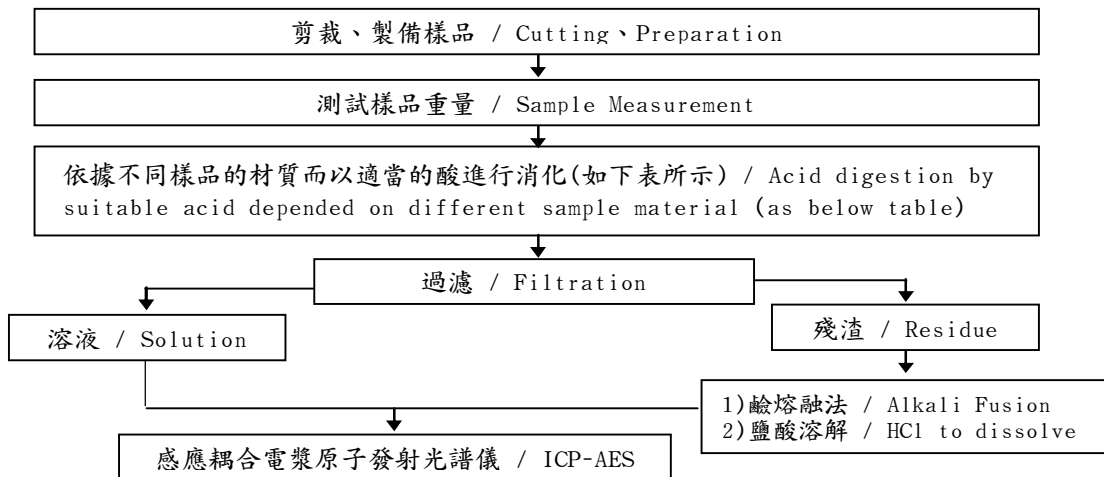 剪裁、製備樣品 / Cutting、Preparation
測試樣品重量 / Sample Measurement
依據不同樣品的材質而以適當的酸進行消化(如下表所示) / Acid digestion by
suitable acid depended on different sample material (as below table)
過濾 / Filtration
溶液 / Solution
殘渣 / Residue
1)鹼熔融法 / Alkali Fusion
2)鹽酸溶解 / HCl to dissolve
感應耦合電漿原子發射光譜儀 / ICP-AES